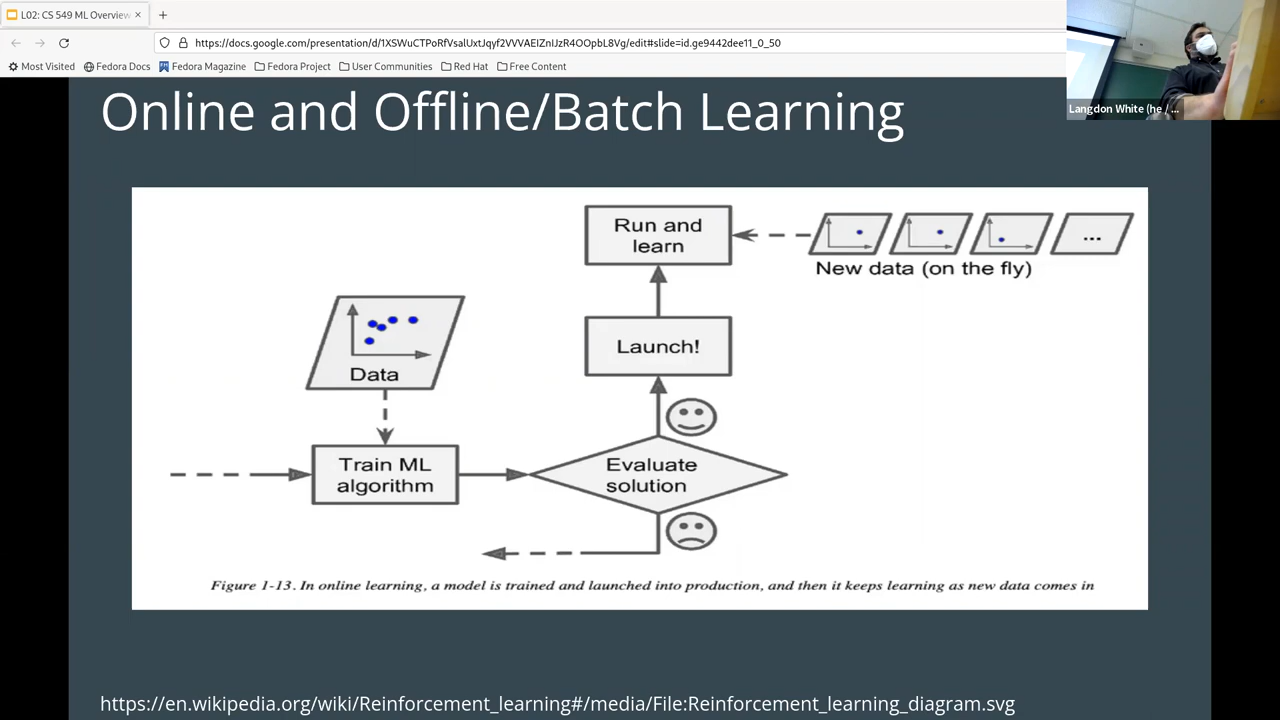 L02: CS 549 ML Overview
https://docs.google.com/presentation/d/1XSWuCTPoRfVsalUxtJqyf2VVVAEIZnIJzR4OOpbL8Vg/edit#slide=id.ge9442dee11_0_50
Most Visited Fedora Docs Fedora Magazine Fedora Project User Communities Red Hat Free Content
Langdon White (he / ...
Online and Offline/Batch Learning
Run and
learn
...
New data (on the fly)
Launch!
Data
Train ML
algorithm
Evaluate
solution
Figure 1-13. In online learning, a model is trained and launched into production, and then it keeps learning as new data comes in
https://en.wikipedia.org/wiki/Reinforcement_learning#/media/File:Reinforcement_learning_diagram.svg